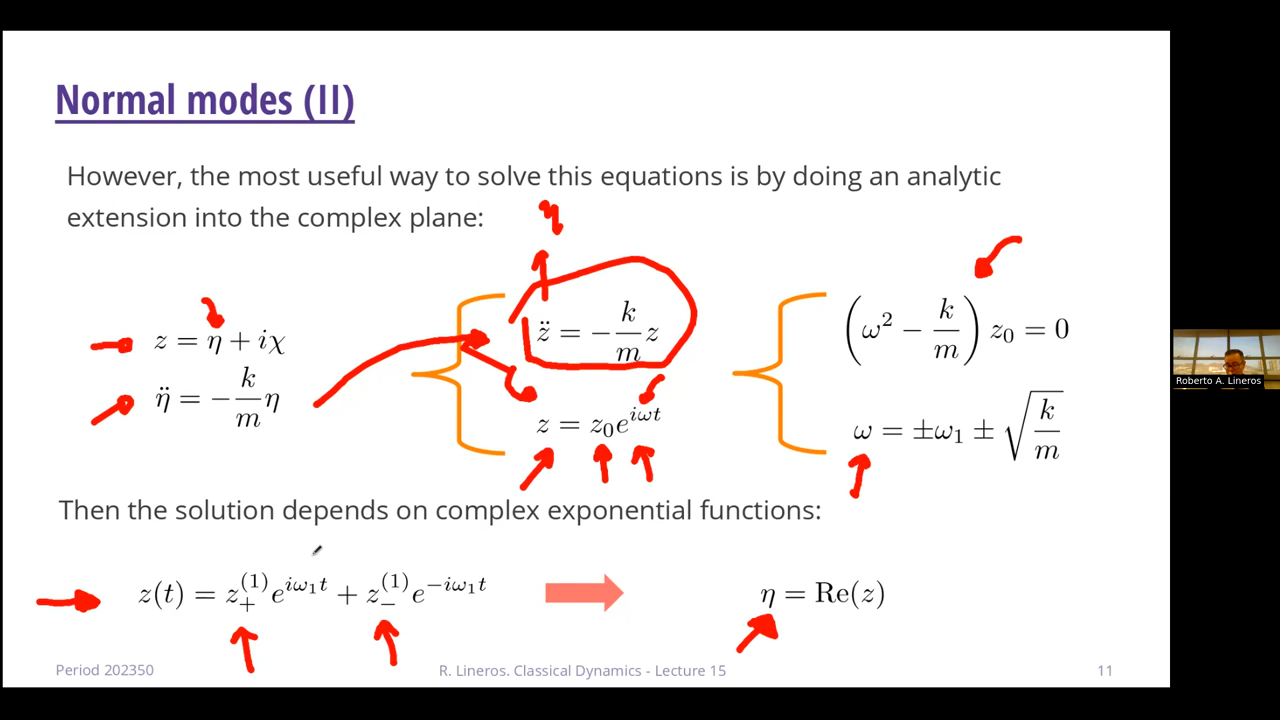 Normal modes (II)
However, the most useful way to solve this equations is by doing an analytic
extension into the complex plane:
η
z = η + iχ
η̈ = −k/m η
z̈ = −k/m z
z = z₀e^{iωt}
(ω² − k/m) z₀ = 0
ω = ±ω₁ ± √(k/m)
Then the solution depends on complex exponential functions:
z(t) = z₊⁽¹⁾e^{iω₁t} + z₋⁽¹⁾e^{−iω₁t}
η = Re(z)
Period 202350
R. Lineros. Classical Dynamics - Lecture 15
11
Roberto A. Lineros